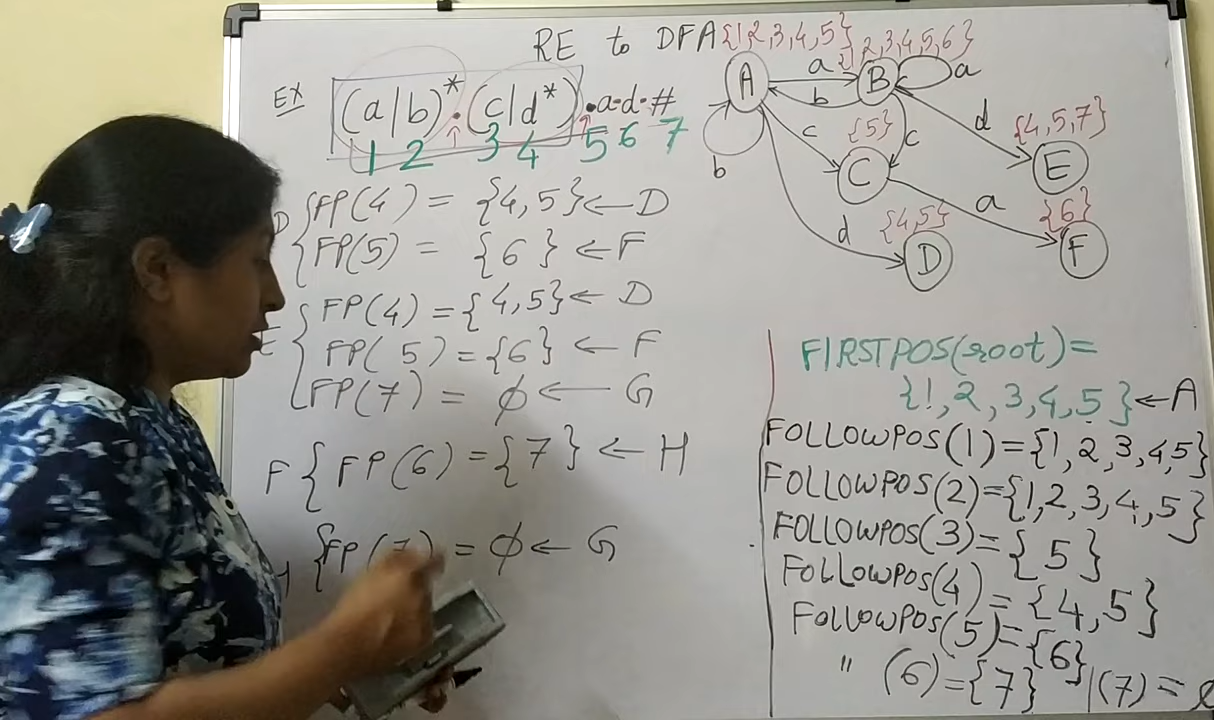 RE to DFA
Ex (a|b)*.(c|d*).a.d.#
1 2 ↑ 3 4 ↑ 5 6 7
FP(4) = {4,5} ← D
FP(5) = {6} ← F
E FP(4) = {4,5} ← D
FP(5) = {6} ← F
FP(7) = ϕ ← G
F { FP(6) = {7} ← H
H { FP(7) = ϕ ← G
{1,2,3,4,5}
A
a
2,3,4,5,6}
B
a
b
b
c
{5}
c
C
d
{4,5,7}
E
d
{4,5}
D
a
{6}
F
FIRSTPOS(root) =
{1,2,3,4,5} ← A
FOLLOWPOS(1) = {1,2,3,4,5}
FOLLOWPOS(2) = {1,2,3,4,5}
FOLLOWPOS(3) = {5}
FOLLOWPOS(4) = {4,5}
FOLLOWPOS(5) = {6}
" (6) = {7} |(7) =